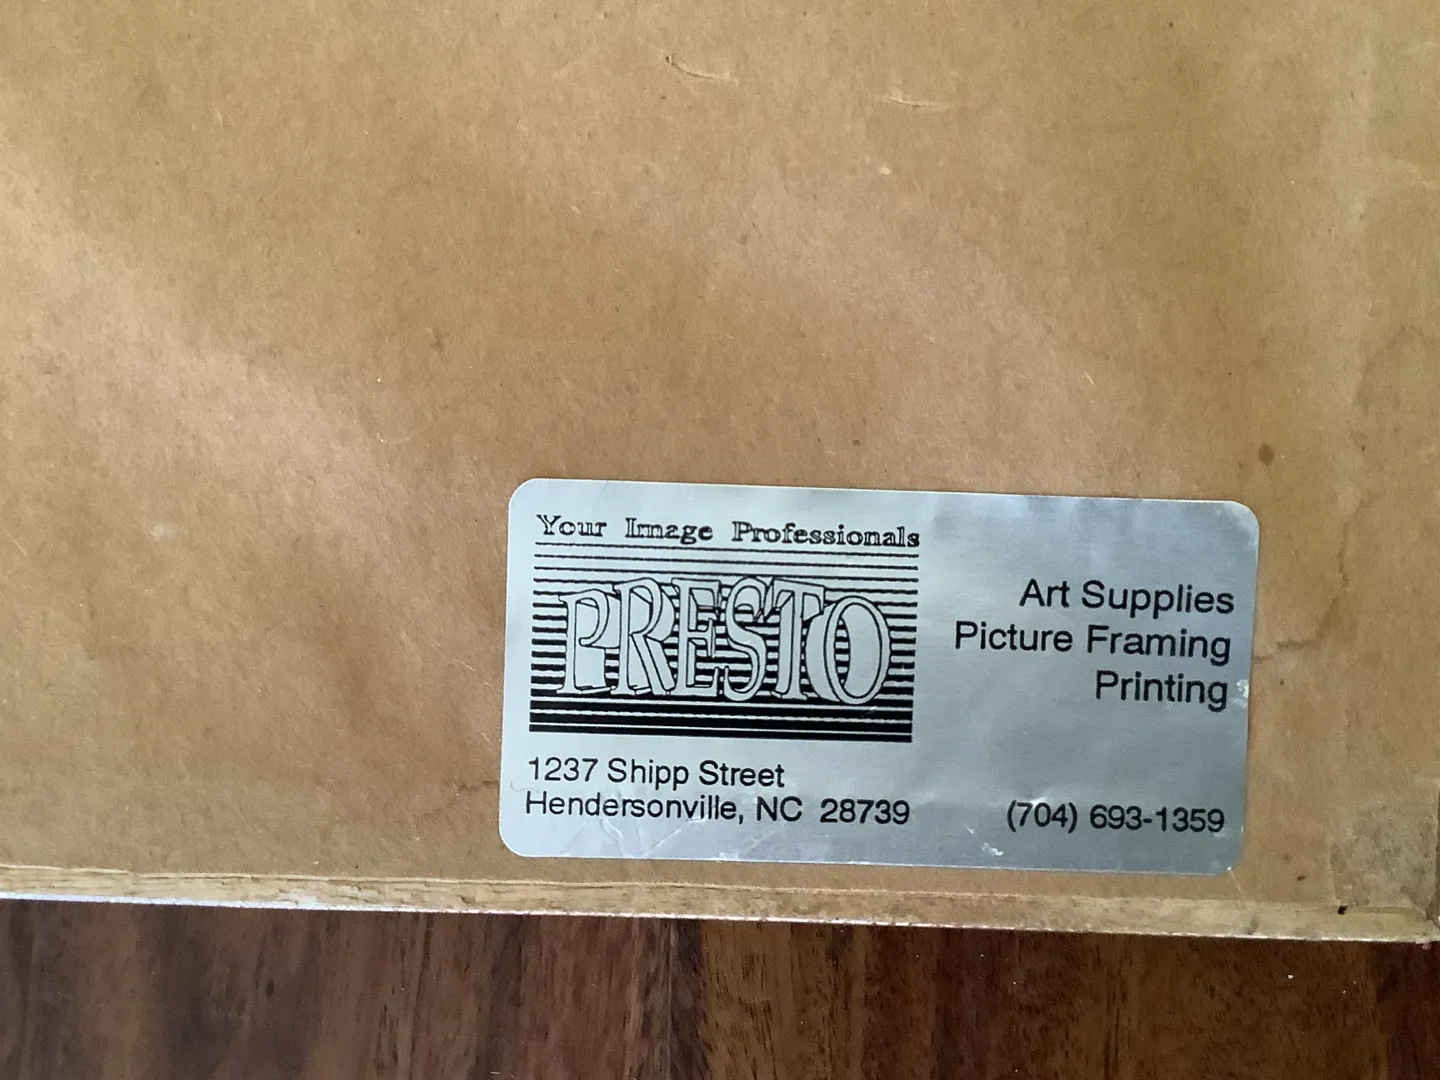 Your Image Professionals
PRESTO
Art Supplies
Picture Framing
Printing
1237 Shipp Street
Hendersonville, NC 28739
(704) 693-1359